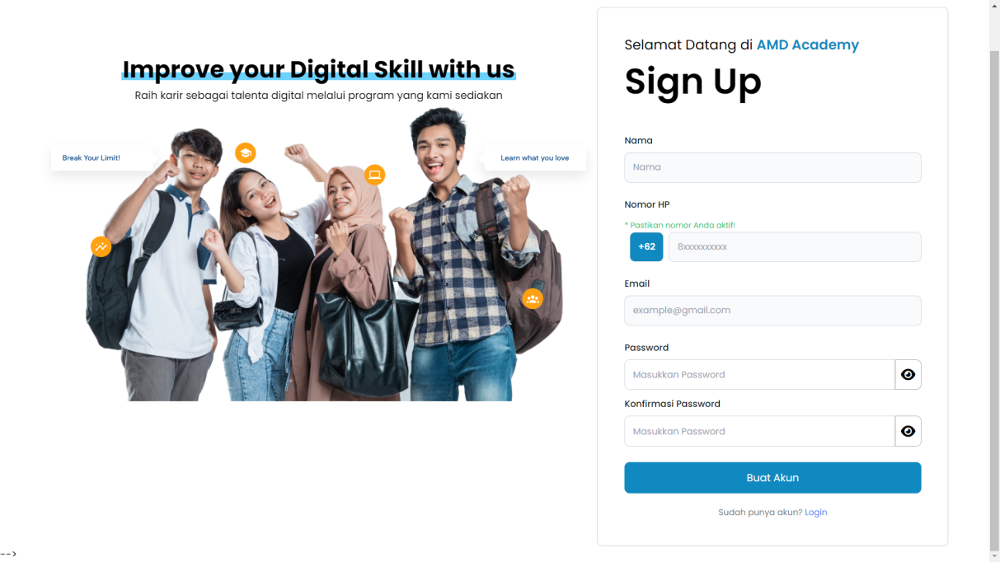 Improve your Digital Skill with us
Raih karir sebagai talenta digital melalui program yang kami sediakan
Break Your Limit!
Learn what you love
Selamat Datang di AMD Academy
Sign Up
Nama
Nama
Nomor HP
* Pastikan nomor Anda aktif!
+62 8xxxxxxxxxx
Email
example@gmail.com
Password
Masukkan Password
Konfirmasi Password
Masukkan Password
Buat Akun
Sudah punya akun? Login
-->